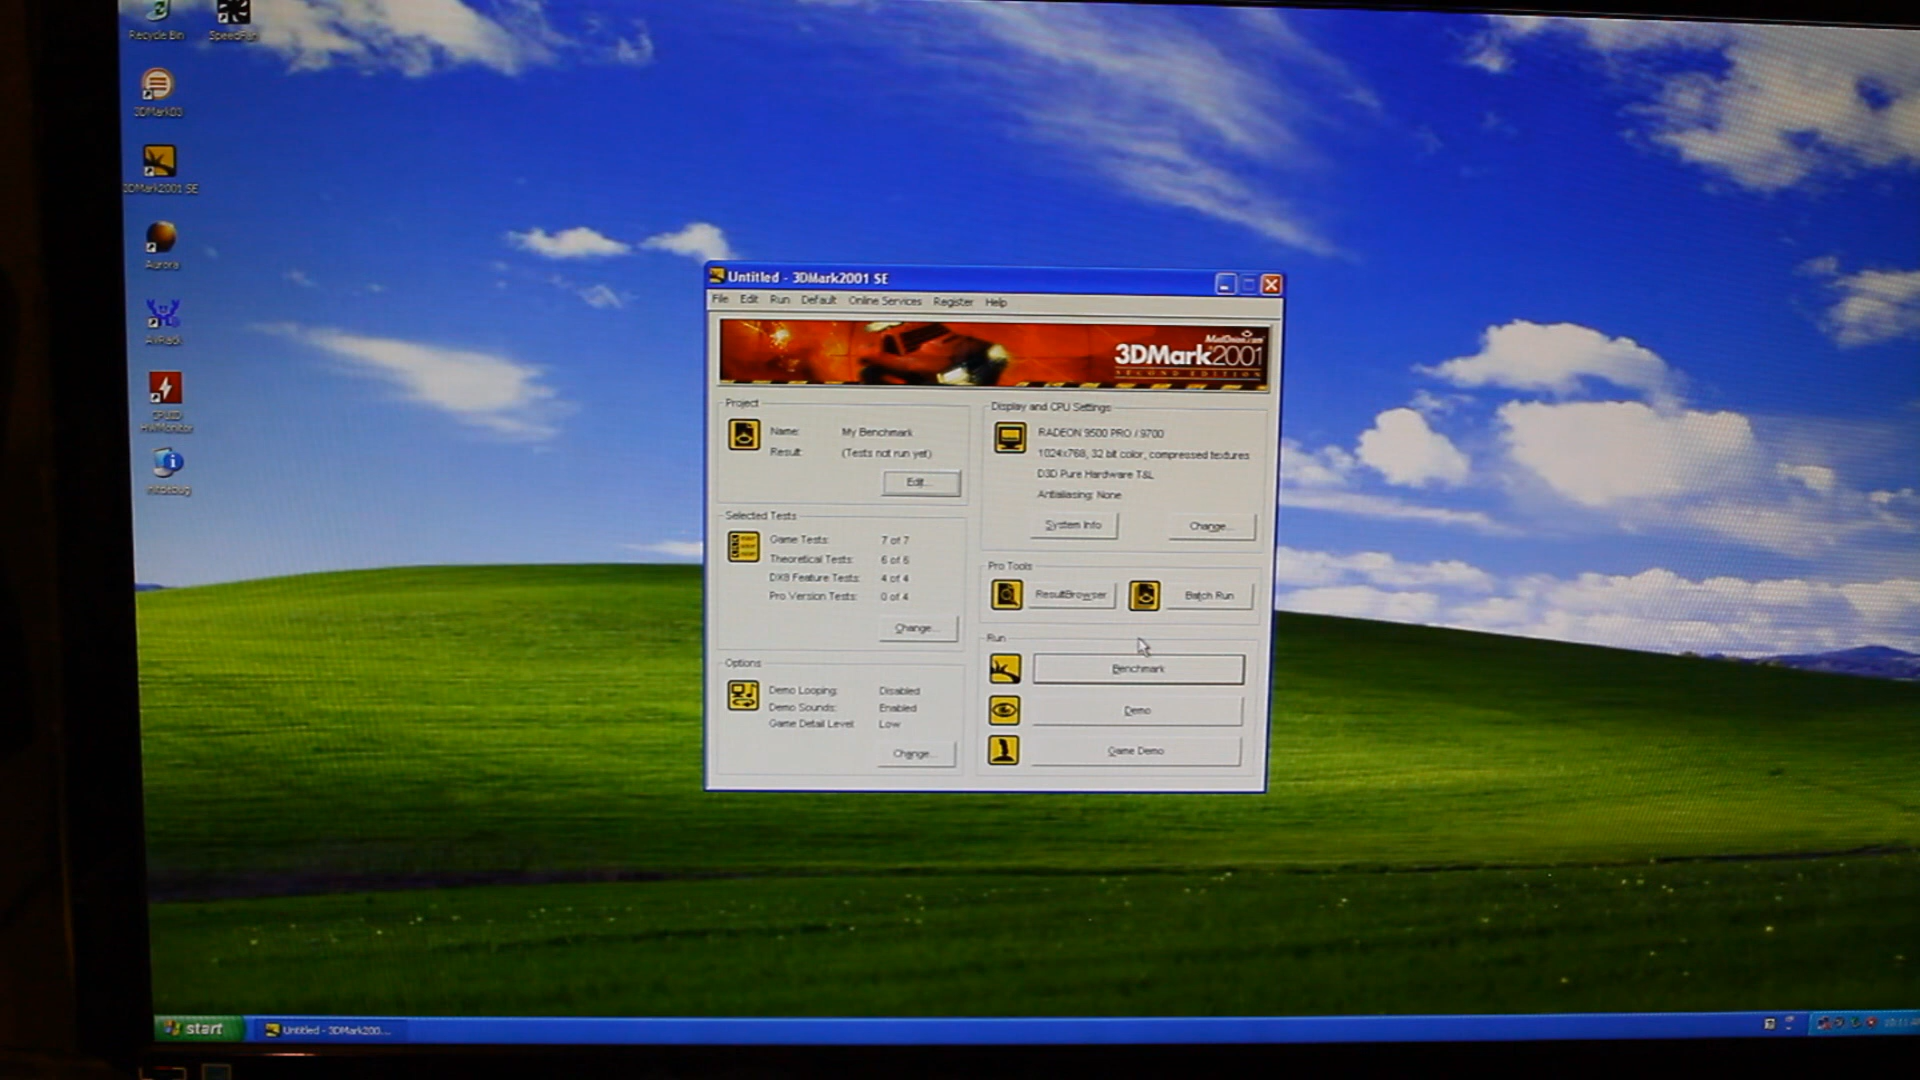 Recycle Bin
SpeedFan
3DMark03
3DMark2001 SE
Aurora
CPUID
HWMonitor
Untitled - 3DMark2001 SE
File Edit Run Default Online Services Register Help
MadOnion.com
3DMark2001
SECOND EDITION
Project
Name: My Benchmark
Result: (Tests not run yet)
Edit...
Selected Tests
Game Tests: 7 of 7
Theoretical Tests: 6 of 6
DX8 Feature Tests: 4 of 4
Pro Version Tests: 0 of 4
Change...
Options
Demo Looping: Disabled
Demo Sounds: Enabled
Game Detail Level: Low
Change...
Display and CPU Settings
RADEON 9500 PRO / 9700
1024x768, 32 bit color, compressed textures
D3D Pure Hardware T&L
Antialiasing: None
System Info
Change...
Pro Tools
ResultBrowser
Batch Run
Run
Benchmark
Demo
Game Demo
start
Untitled - 3DMark200...